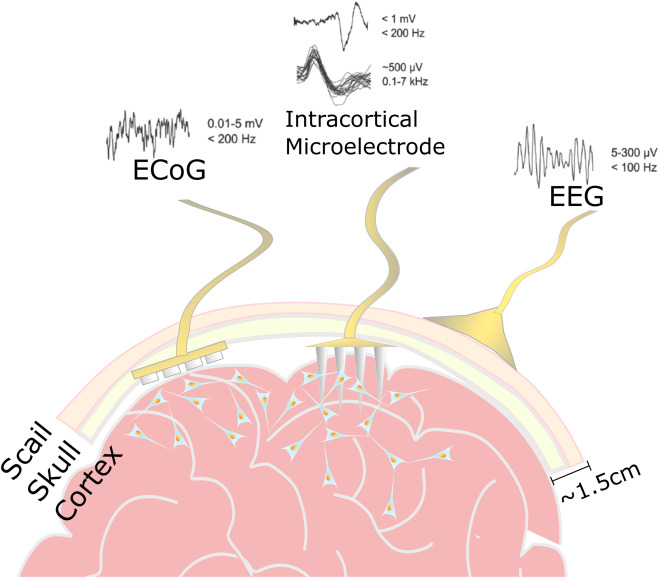 < 1 mV
< 200 Hz
~500 µV
0.1-7 kHz
Intracortical
Microelectrode
0.01-5 mV
< 200 Hz
ECoG
5-300 µV
< 100 Hz
EEG
Scail
Skull
Cortex
~1.5cm